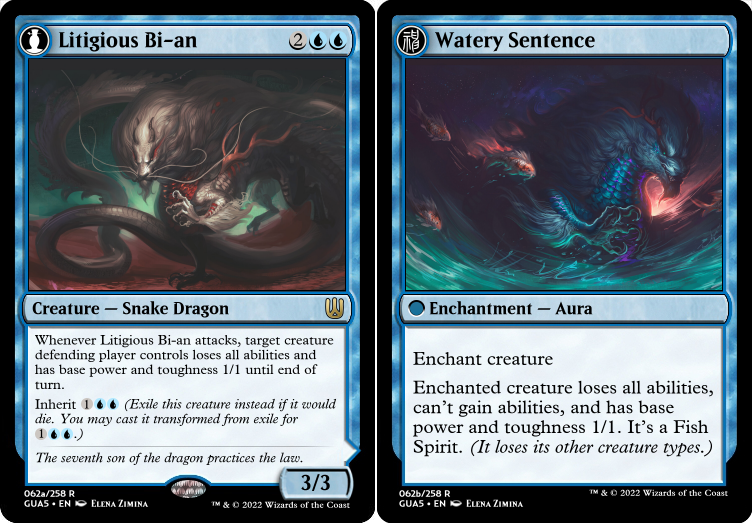 Litigious Bi-an
2
Creature — Snake Dragon
Whenever Litigious Bi-an attacks, target creature
defending player controls loses all abilities and
has base power and toughness 1/1 until end of
turn.
Inherit 1 (Exile this creature instead if it would
die. You may cast it transformed from exile for
1.)
The seventh son of the dragon practices the law.
3/3
062a/258 R
GUA5 • EN ELENA ZIMINA
™ & © 2022 Wizards of the Coast
Watery Sentence
Enchantment — Aura
Enchant creature
Enchanted creature loses all abilities,
can't gain abilities, and has base
power and toughness 1/1. It's a Fish
Spirit. (It loses its other creature types.)
062b/258 R
GUA5 • EN ELENA ZIMINA
™ & © 2022 Wizards of the Coast